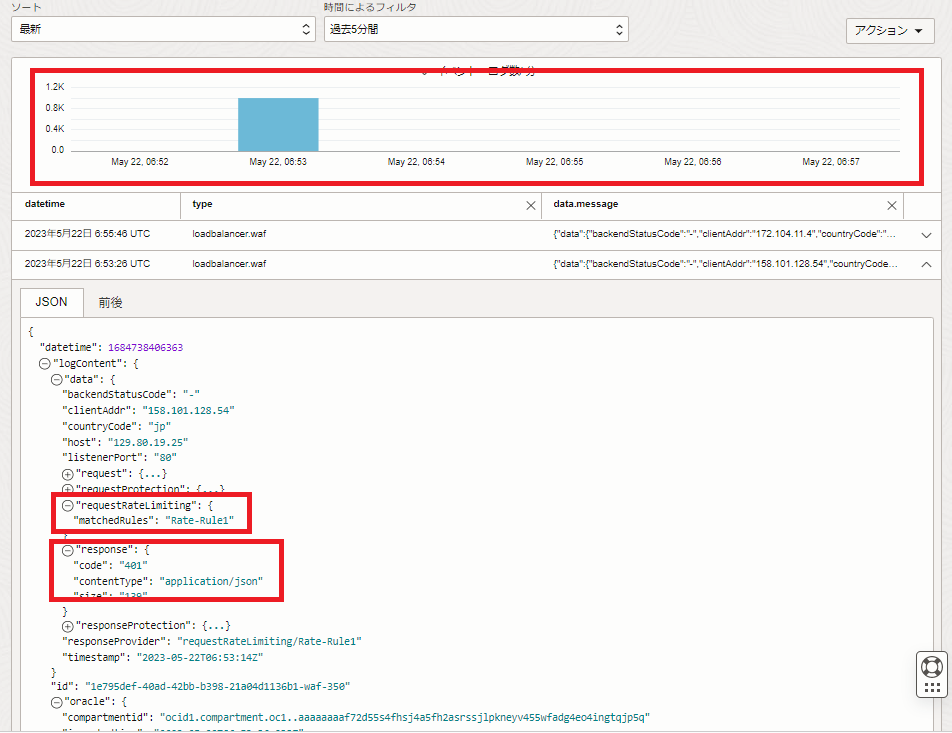 ソート
時間によるフィルタ
最新
過去5分間
アクション
1.2K
0.8K
0.4K
0.0
May 22, 06:52
May 22, 06:53
May 22, 06:54
May 22, 06:55
May 22, 06:56
May 22, 06:57
datetime
type
data.message
2023年5月22日 6:55:46 UTC
loadbalancer.waf
{"data":{"backendStatusCode":"-","clientAddr":"172.104.11.4","countryCode":"...
2023年5月22日 6:53:26 UTC
loadbalancer.waf
{"data":{"backendStatusCode":"-","clientAddr":"158.101.128.54","countryCode...
JSON
前後
{
"datetime": 1684738406363
"logContent": {
"data": {
"backendStatusCode": "-"
"clientAddr": "158.101.128.54"
"countryCode": "jp"
"host": "129.80.19.25"
"listenerPort": "80"
"request": {...}
"requestProtection": {...}
"requestRateLimiting": {
"matchedRules": "Rate-Rule1"
}
"response": {
"code": "401"
"contentType": "application/json"
"size": "139"
}
"responseProtection": {...}
"responseProvider": "requestRateLimiting/Rate-Rule1"
"timestamp": "2023-05-22T06:53:14Z"
}
"id": "1e795def-40ad-42bb-b398-21a04d1136b1-waf-350"
"oracle": {
"compartmentid": "ocid1.compartment.oc1..aaaaaaaaf72d55s4fhsj4a5fh2asrssjlpkneyv455wfadg4eo4ingtqjp5q"